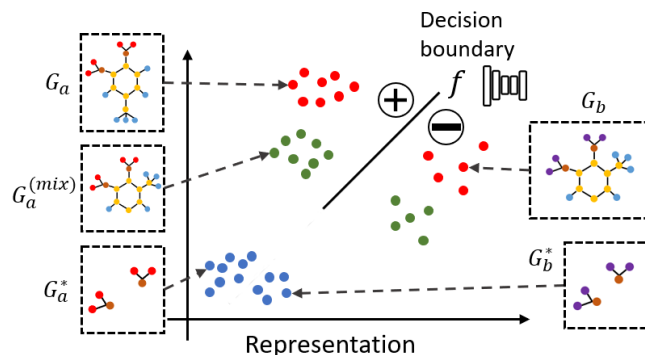 Decision
boundary
G_a
f
+
−
G_b
G_a^{(mix)}
G_a^*
G_b^*
Representation